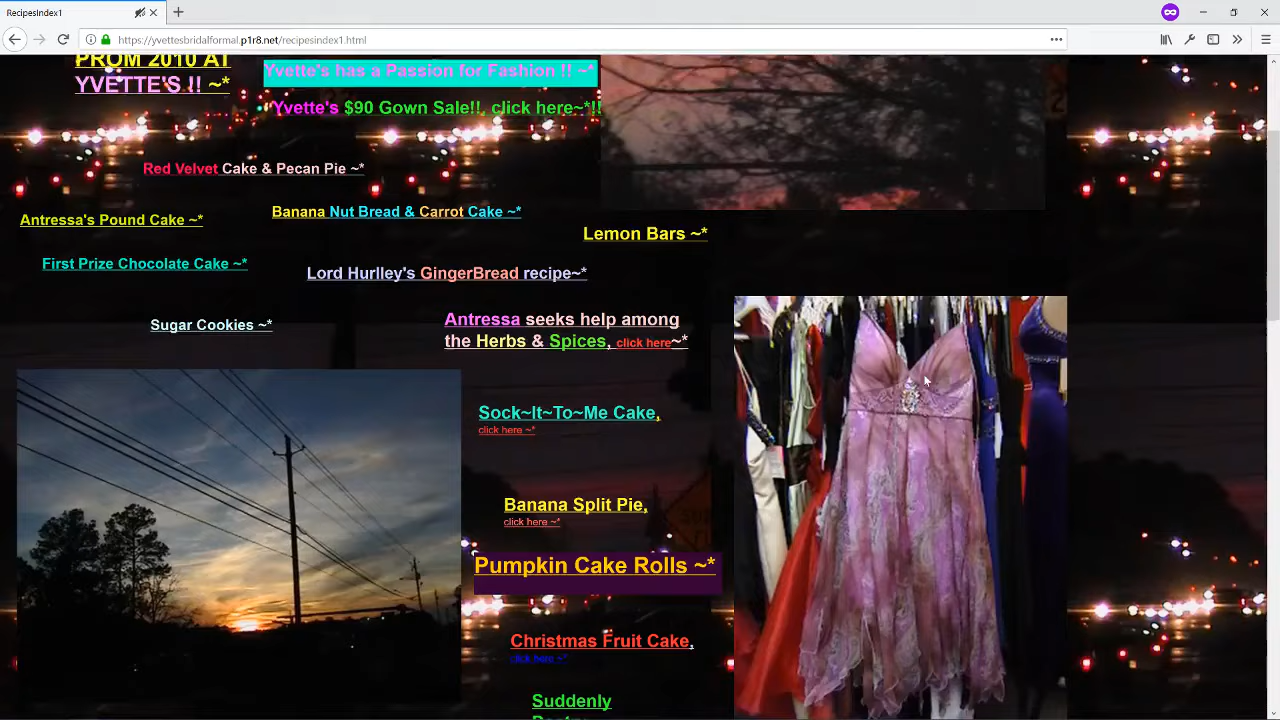 RecipesIndex1
https://yvettesbridalformal.p1r8.net/recipesindex1.html
PROM 2010 AT
YVETTE'S !! ~*
Yvette's has a Passion for Fashion !! ~*
Yvette's $90 Gown Sale!!, click here~*!!
Red Velvet Cake & Pecan Pie ~*
Banana Nut Bread & Carrot Cake ~*
Antressa's Pound Cake ~*
Lemon Bars ~*
First Prize Chocolate Cake ~*
Lord Hurlley's GingerBread recipe~*
Sugar Cookies ~*
Antressa seeks help among
the Herbs & Spices, click here~*
Sock~It~To~Me Cake,
click here ~*
Banana Split Pie,
click here ~*
Pumpkin Cake Rolls ~*
Christmas Fruit Cake,
click here ~*
Suddenly